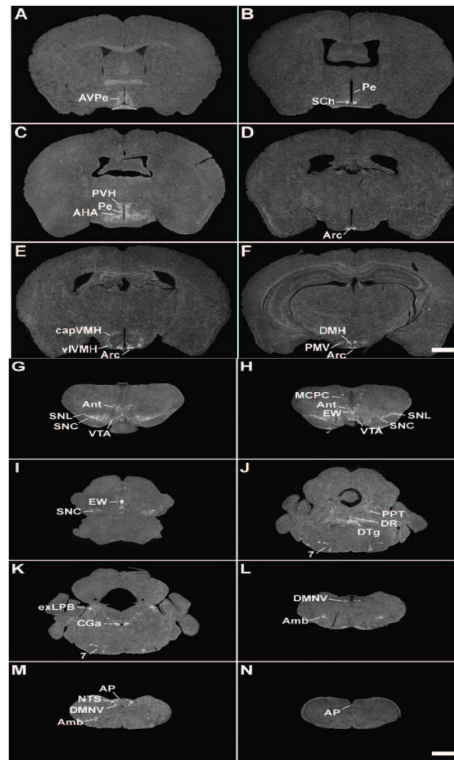 A
AVPe
B
Pe
SCh
C
PVH
Pe
AHA
D
Arc
E
capVMH
vlVMH
Arc
F
DMH
PMV
Arc
G
Ant
SNL
SNC
VTA
H
MCPC
Ant
EW
SNL
SNC
VTA
I
EW
SNC
J
PPT
DR
DTg
7
K
exLPB
CGa
7
L
DMNV
Amb
M
AP
NTS
DMNV
Amb
N
AP